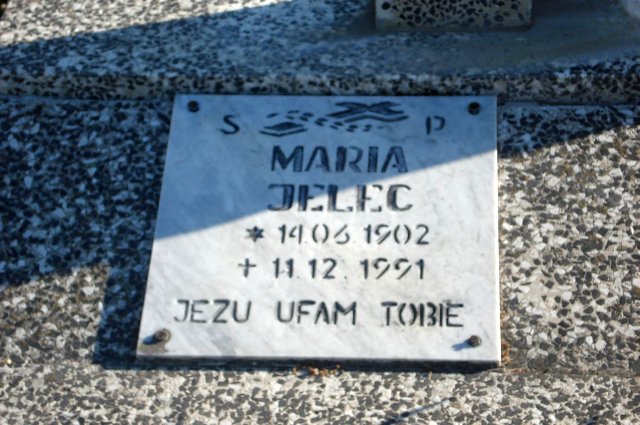 S P
MARIA
JELEC
* 14.06.1902
+ 11.12.1991
JEZU UFAM TOBIE